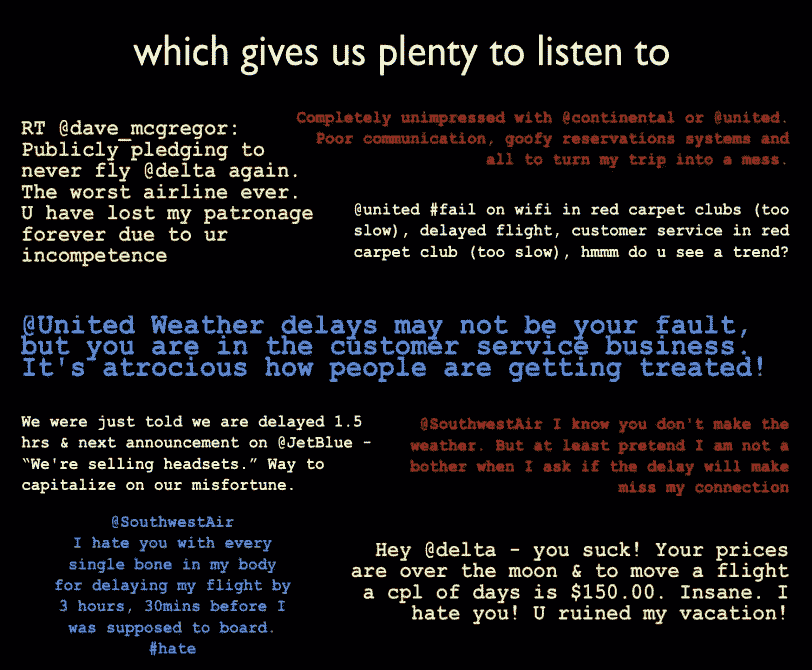 which gives us plenty to listen to
RT @dave_mcgregor:
Publicly pledging to
never fly @delta again.
The worst airline ever.
U have lost my patronage
forever due to ur
incompetence
Completely unimpressed with @continental or @united.
Poor communication, goofy reservations systems and
all to turn my trip into a mess.
@united #fail on wifi in red carpet clubs (too
slow), delayed flight, customer service in red
carpet club (too slow), hmmm do u see a trend?
@United Weather delays may not be your fault,
but you are in the customer service business.
It's atrocious how people are getting treated!
We were just told we are delayed 1.5
hrs & next announcement on @JetBlue -
“We're selling headsets.” Way to
capitalize on our misfortune.
@SouthwestAir I know you don't make the
weather. But at least pretend I am not a
bother when I ask if the delay will make
miss my connection
@SouthwestAir
I hate you with every
single bone in my body
for delaying my flight by
3 hours, 30mins before I
was supposed to board.
#hate
Hey @delta - you suck! Your prices
are over the moon & to move a flight
a cpl of days is $150.00. Insane. I
hate you! U ruined my vacation!